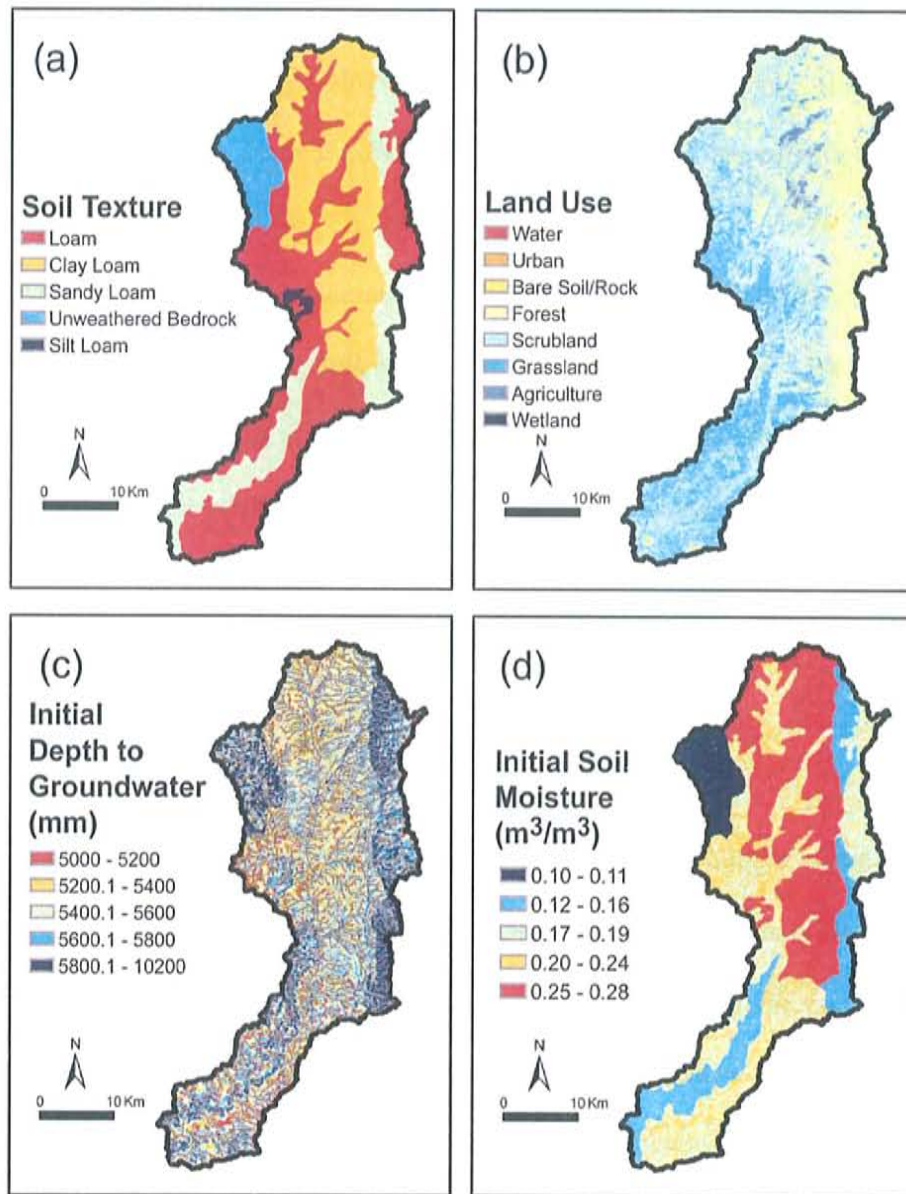 (a)
Soil Texture
Loam
Clay Loam
Sandy Loam
Unweathered Bedrock
Silt Loam
N
0 10 Km
(b)
Land Use
Water
Urban
Bare Soil/Rock
Forest
Scrubland
Grassland
Agriculture
Wetland
N
0 10 Km
(c)
Initial
Depth to
Groundwater
(mm)
5000 - 5200
5200.1 - 5400
5400.1 - 5600
5600.1 - 5800
5800.1 - 10200
N
0 10 Km
(d)
Initial Soil
Moisture
(m³/m³)
0.10 - 0.11
0.12 - 0.16
0.17 - 0.19
0.20 - 0.24
0.25 - 0.28
N
0 10 Km